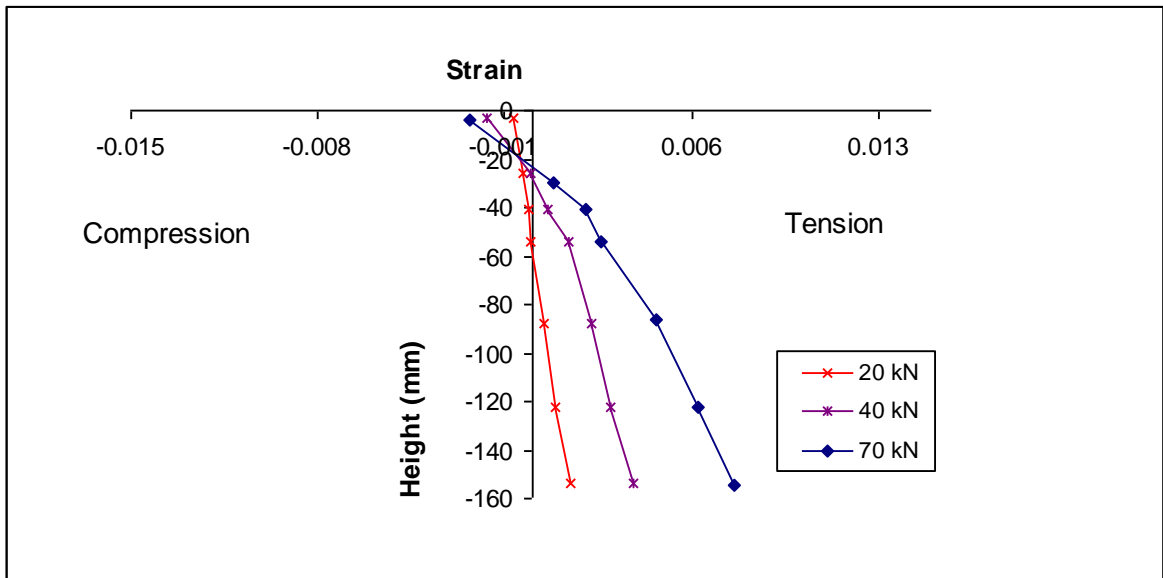 Strain
0
-0.015 -0.008 -0.001 0.006 0.013
-20
-40
Compression
Tension
-60
-80
-100
-120
-140
-160
Height (mm)
20 kN
40 kN
70 kN